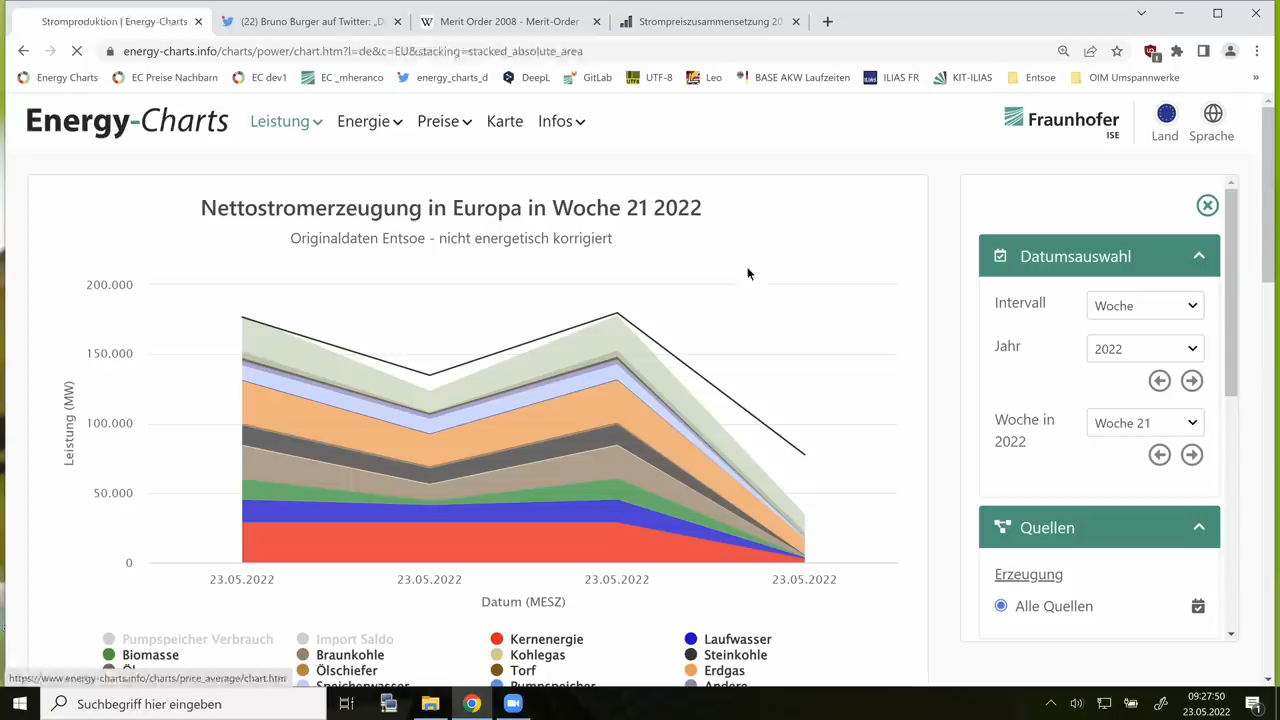 Stromproduktion | Energy-Charts
(22) Bruno Burger auf Twitter: „D
Merit Order 2008 - Merit-Order
Strompreiszusammensetzung 20
energy-charts.info/charts/power/chart.htm?l=de&c=EU&stacking=stacked_absolute_area
Energy Charts
EC Preise Nachbarn
EC dev1
EC _mheranco
energy_charts_d
DeepL
GitLab
UTF-8
Leo
BASE AKW Laufzeiten
ILIAS FR
KIT-ILIAS
Entsoe
OIM Umspannwerke
»
Energy-Charts
Leistung
Energie
Preise
Karte
Infos
Fraunhofer
ISE
Land
Sprache
Nettostromerzeugung in Europa in Woche 21 2022
Originaldaten Entsoe - nicht energetisch korrigiert
200.000
150.000
100.000
50.000
0
Leistung (MW)
23.05.2022
23.05.2022
23.05.2022
23.05.2022
Datum (MESZ)
Pumpspeicher Verbrauch
Import Saldo
Kernenergie
Laufwasser
Biomasse
Braunkohle
Kohlegas
Steinkohle
Öl
Ölschiefer
Torf
Erdgas
Speicherwasser
Pumpspeicher
Andere
Datumsauswahl
Intervall
Woche
Jahr
2022
Woche in
2022
Woche 21
Quellen
Erzeugung
Alle Quellen
https://www.energy-charts.info/charts/price_average/chart.htm
Suchbegriff hier eingeben
09:27:50
23.05.2022
1